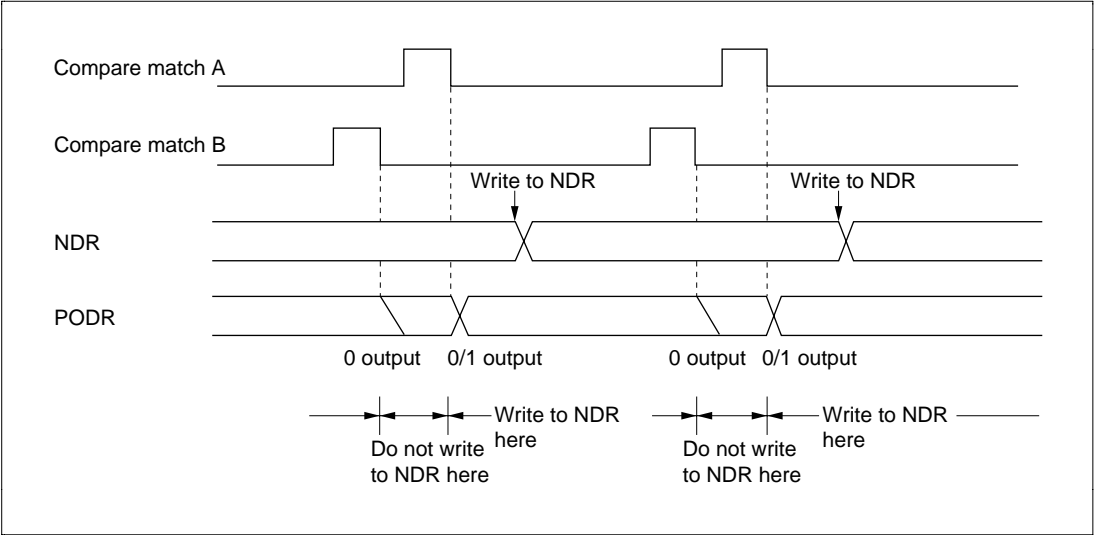 Compare match A
Compare match B
Write to NDR
Write to NDR
NDR
PODR
0 output
0/1 output
0 output
0/1 output
Write to NDR
here
Do not write
to NDR here
Write to NDR
here
Do not write
to NDR here